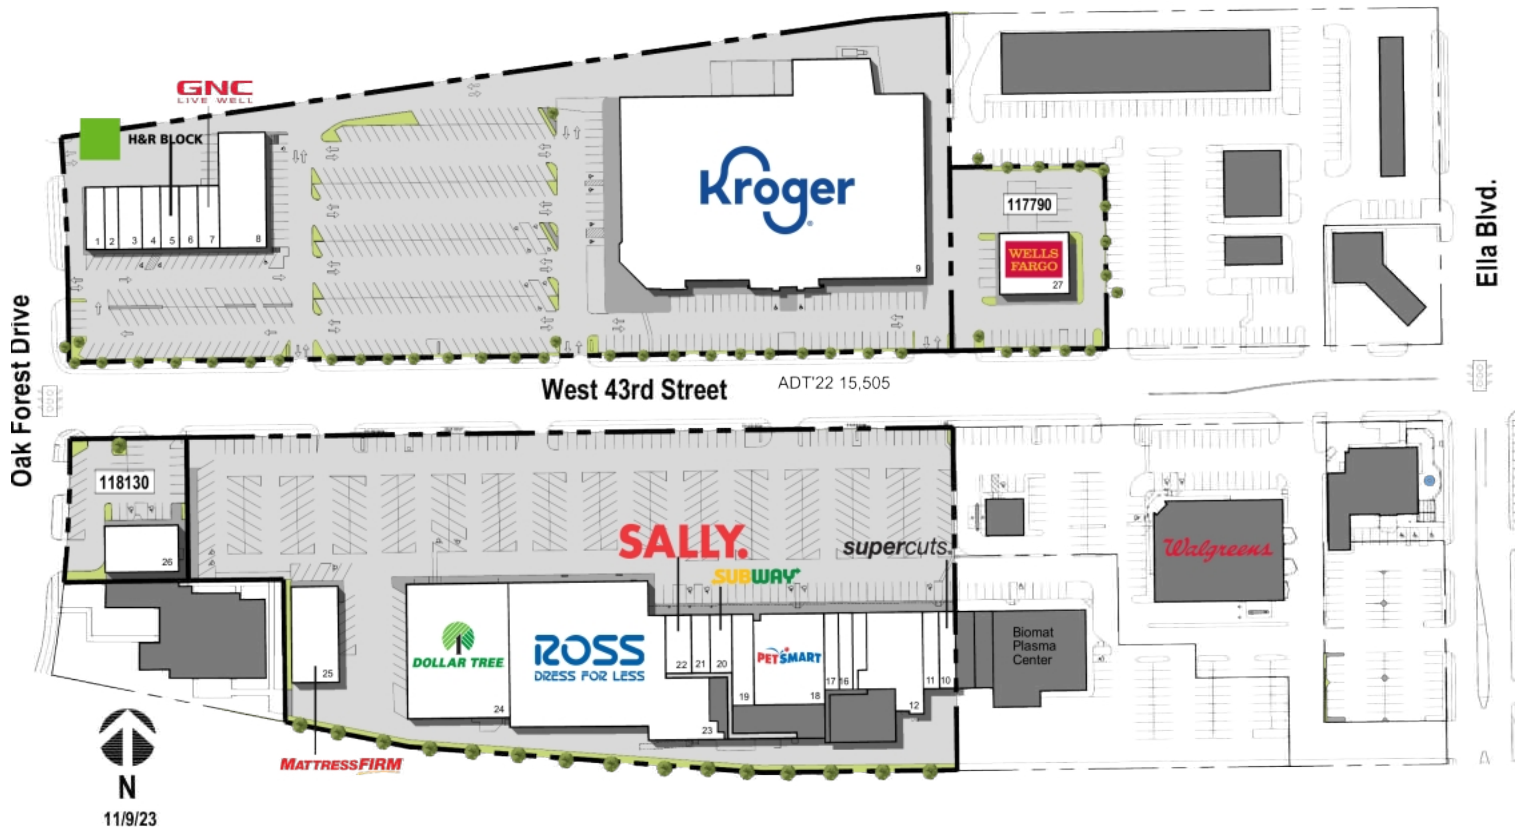 GNC
LIVE WELL
H&R BLOCK
1 2 3 4 5 6 7 8
Kroger
9
117790
WELLS
FARGO
27
Ella Blvd.
Oak Forest Drive
West 43rd Street
ADT'22 15,505
118130
26
SALLY.
SUBWAY
supercuts.
Walgreens
25
DOLLAR TREE
24
ROSS
DRESS FOR LESS
23
22 21 20
19
PETSMART
18
17 16
12
11 10
Biomat
Plasma
Center
MATTRESSFIRM
N
11/9/23